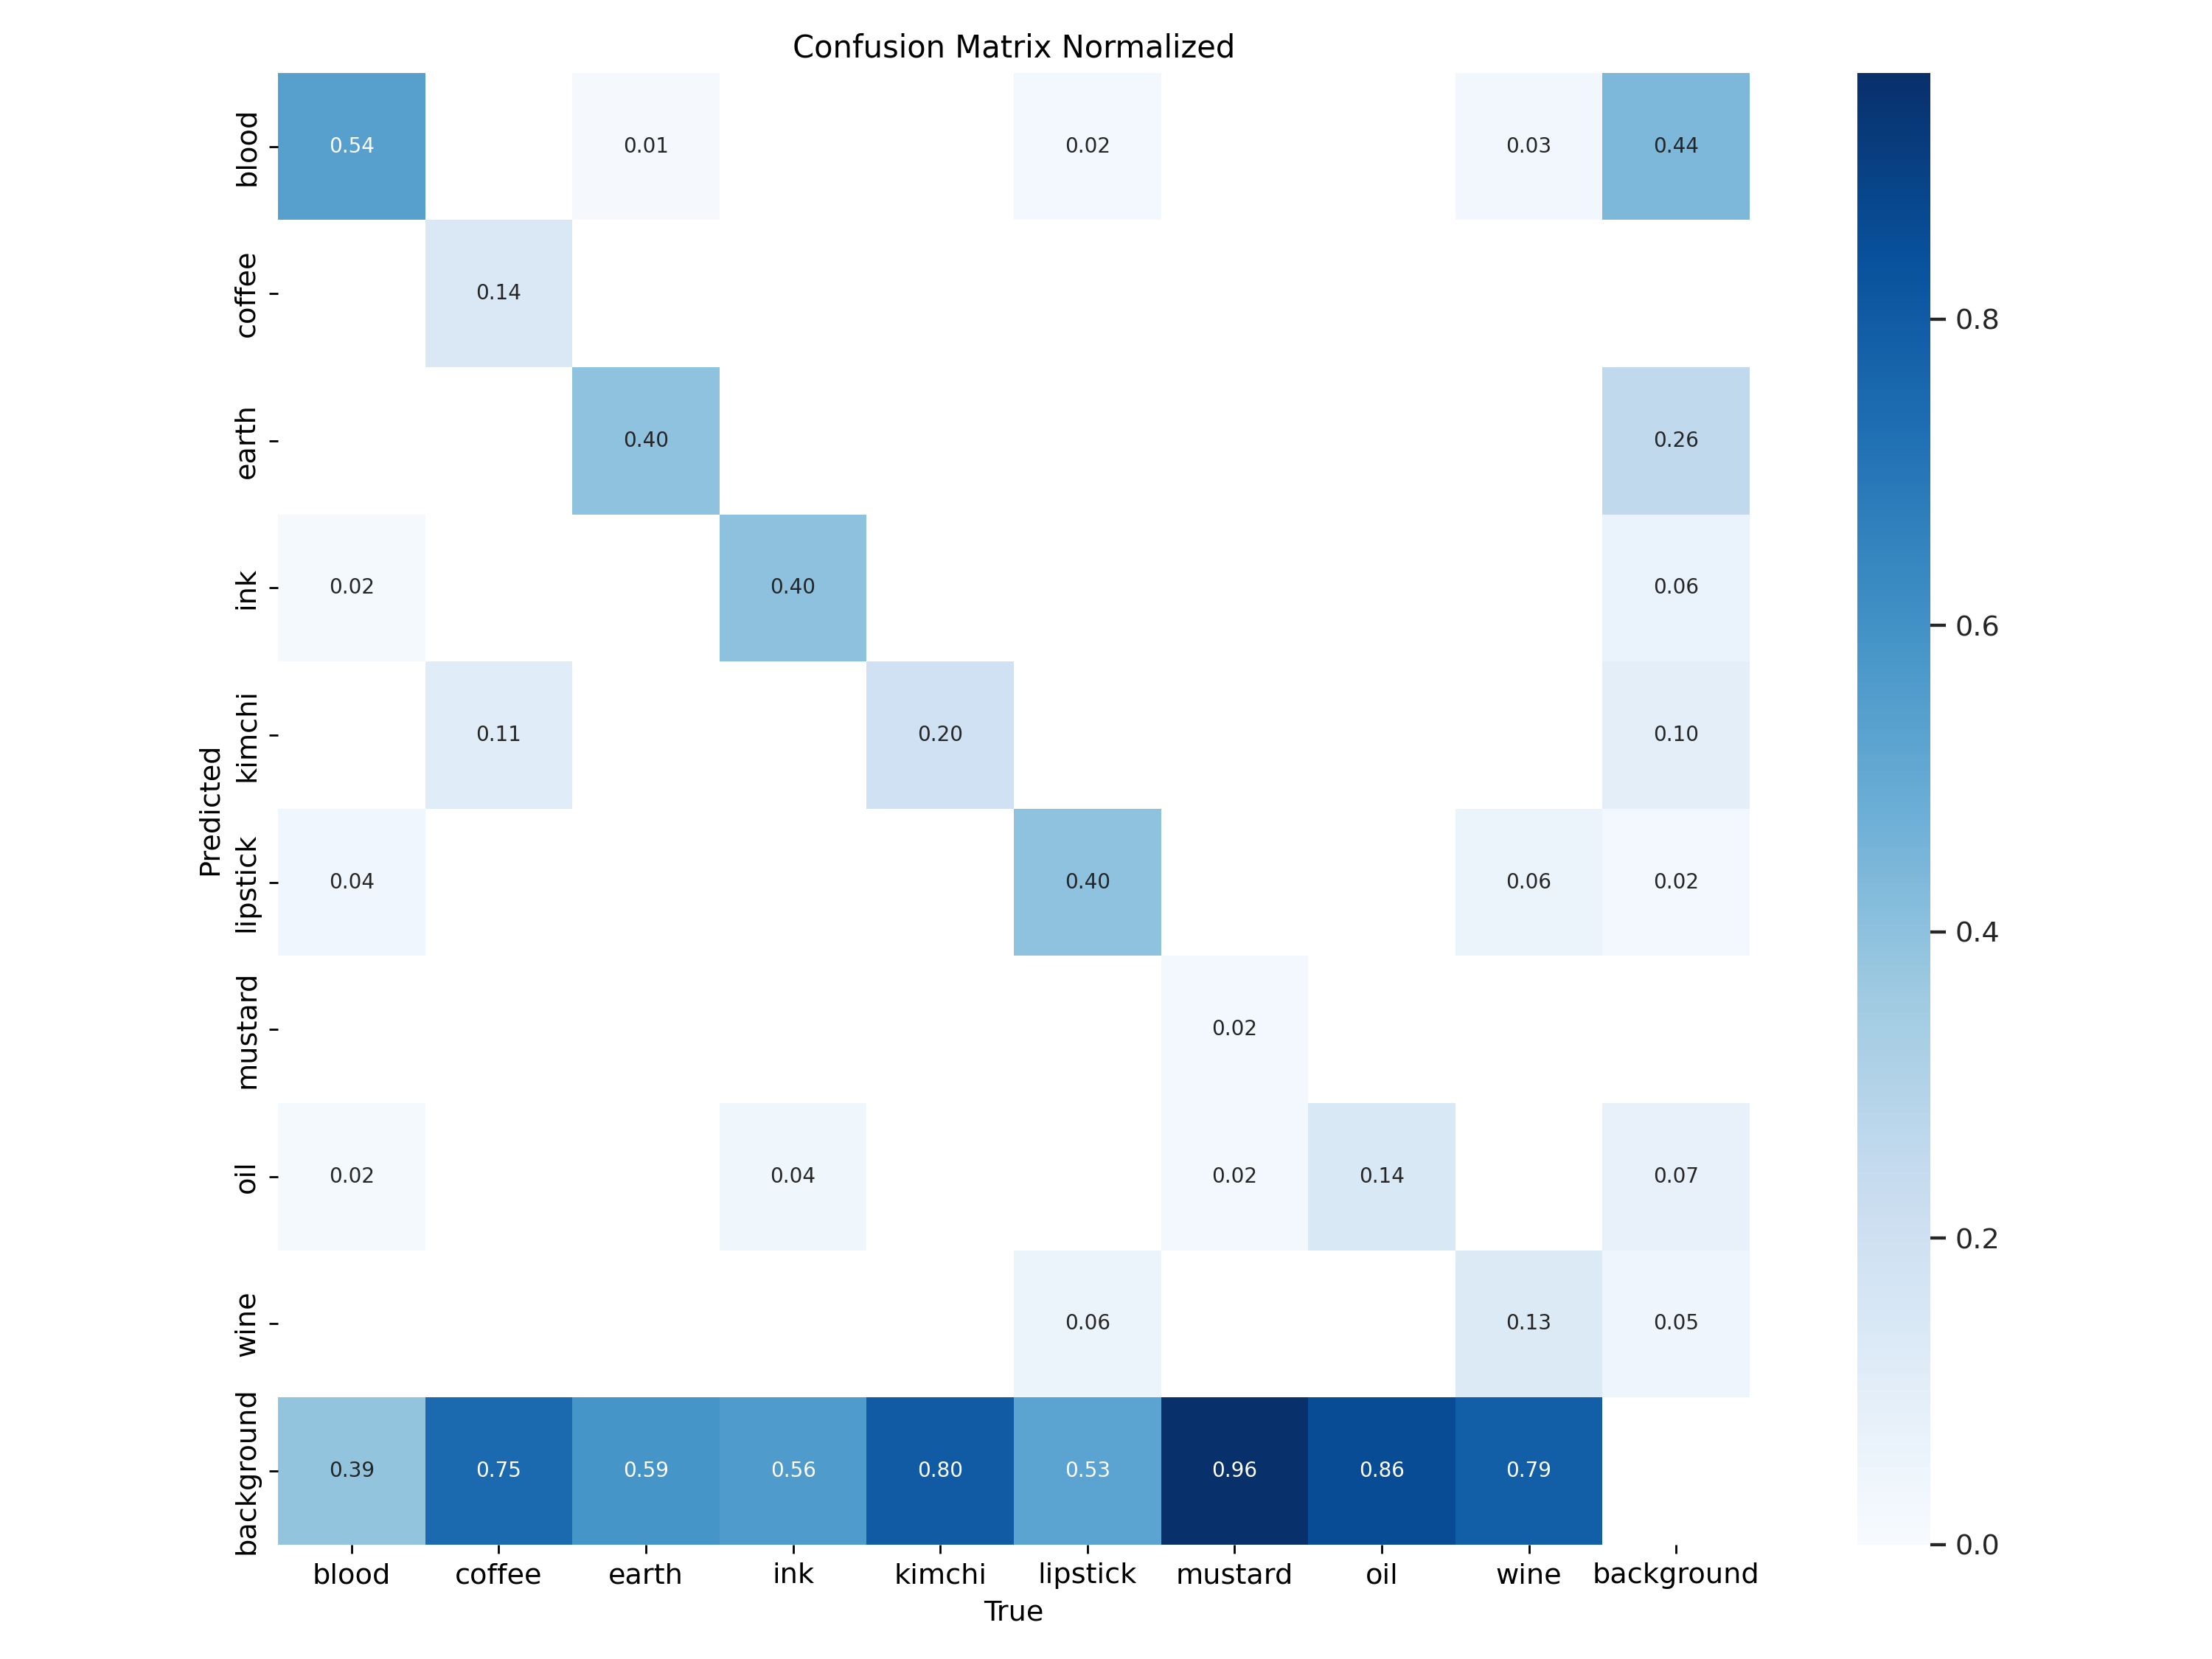 Confusion Matrix Normalized
blood 0.54 0.01 0.02 0.03 0.44
coffee 0.14
0.8
earth 0.40 0.26
ink 0.02 0.40 0.06
0.6
kimchi 0.11 0.20 0.10
Predicted
lipstick 0.04 0.40 0.06 0.02
0.4
mustard 0.02
oil 0.02 0.04 0.02 0.14 0.07
0.2
wine 0.06 0.13 0.05
background 0.39 0.75 0.59 0.56 0.80 0.53 0.96 0.86 0.79
0.0
blood coffee earth ink kimchi lipstick mustard oil wine background
True